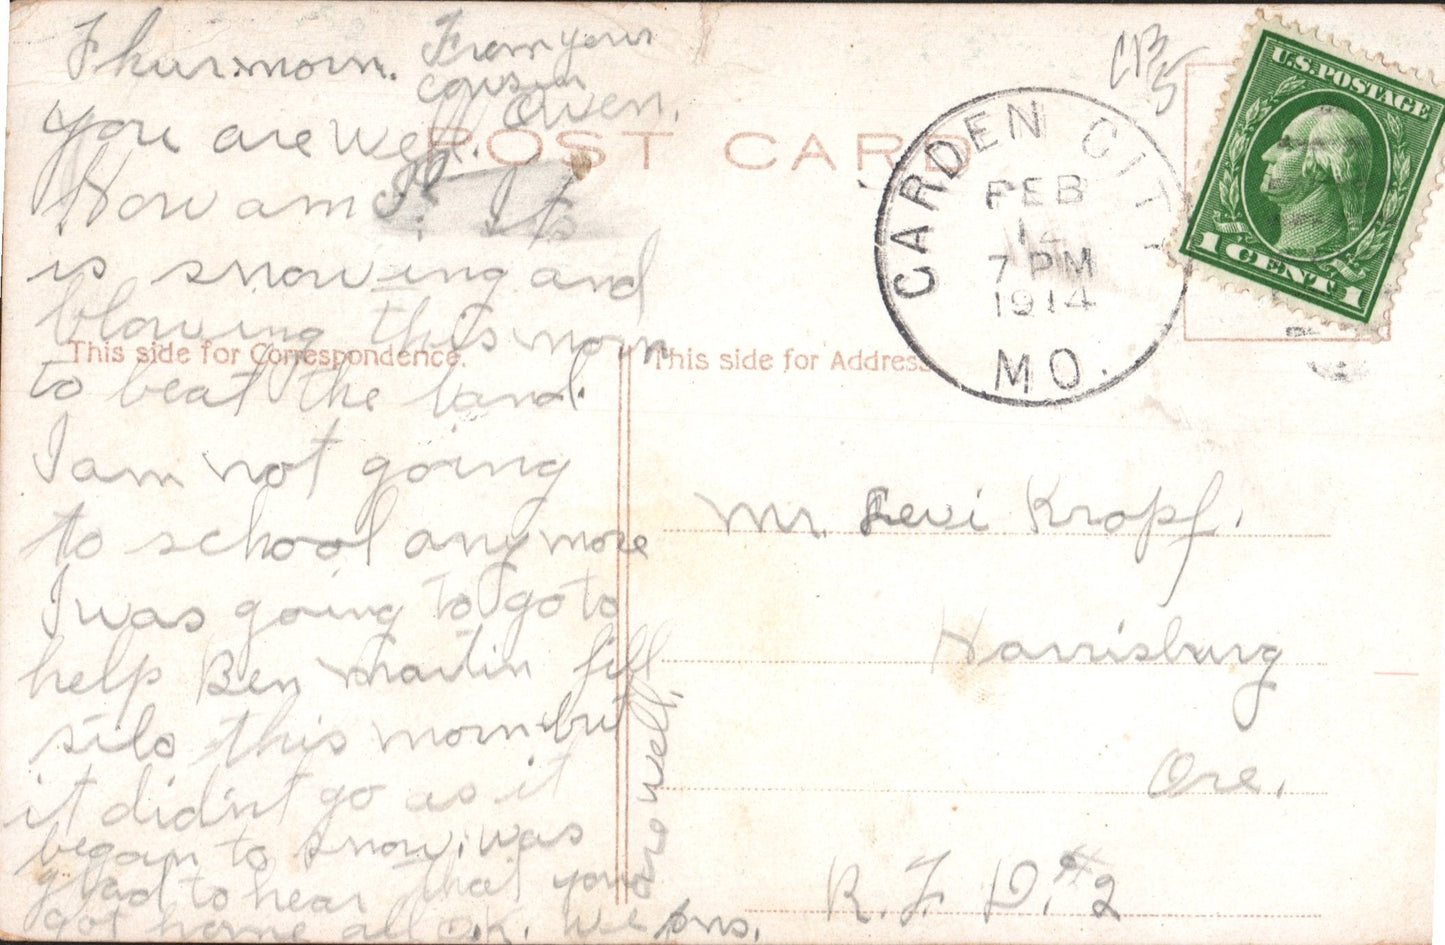 Thurs. morn. From your
cousin
Owen.
you are well.
How am I? It
is snowing and
blowing this morn
to beat the band.
I am not going
to school any more
I was going to go to
help Ben Martin fill
silo this morn but
it didn't go as it
began to snow. was
glad to hear that you
got home all O.K. we
are well.
POST CARD
This side for Correspondence.
This side for Address
GARDEN CITY
FEB
14
7 PM
1914
MO.
U.S. POSTAGE
1 CENT 1
Mr. Levi Kropf,
Harrisburg
Ore.
R. F. D. #2